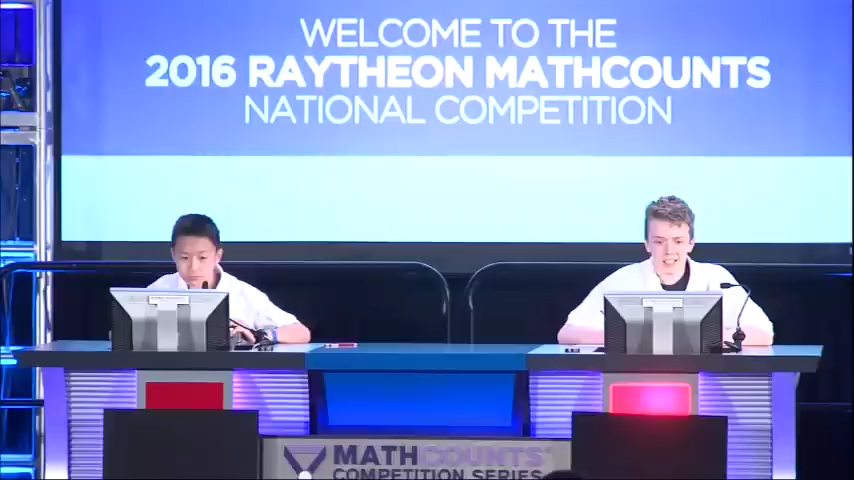 WELCOME TO THE
2016 RAYTHEON MATHCOUNTS
NATIONAL COMPETITION
MATHCOUNTS
COMPETITION SERIES